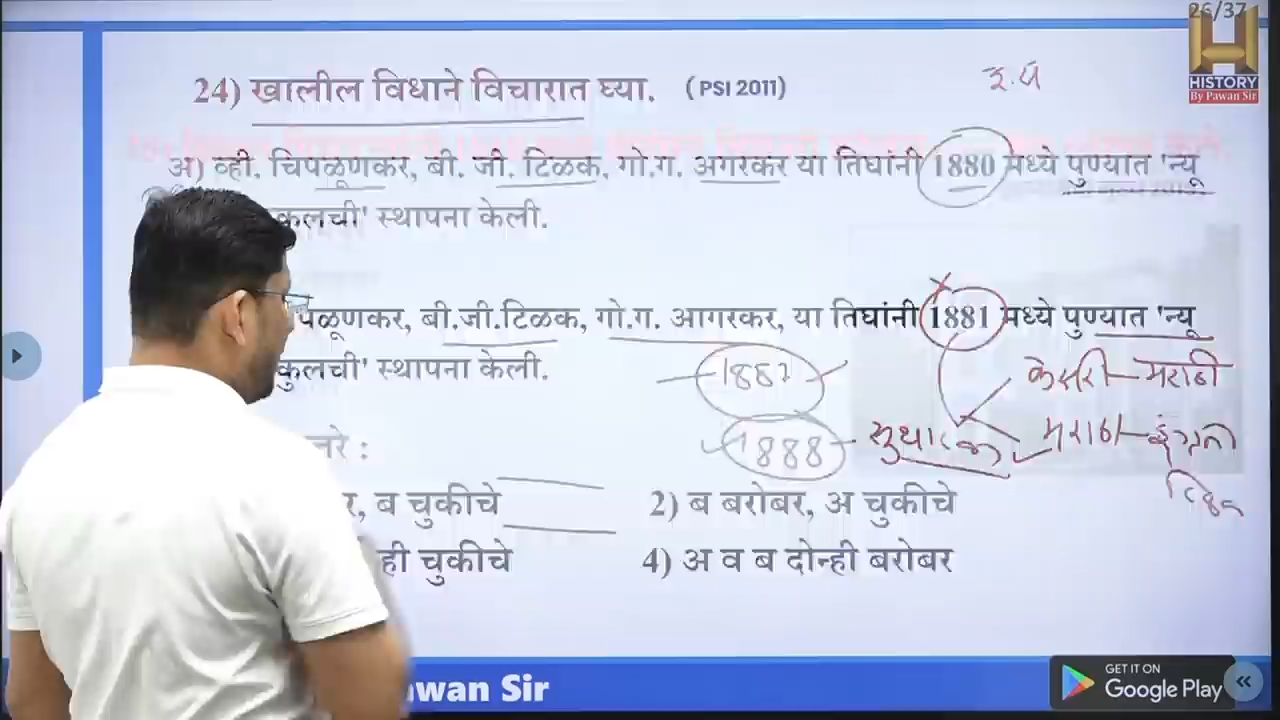 26/37
HISTORY
By Pawan Sir
24) खालील विधाने विचारात घ्या. (PSI 2011)
इ.प
अ) व्ही. चिपळूणकर, बी. जी. टिळक, गो.ग. अगरकर या तिघांनी 1880 मध्ये पुण्यात 'न्यू
कुलची' स्थापना केली.
पळूणकर, बी.जी.टिळक, गो.ग. आगरकर, या तिघांनी 1881 मध्ये पुण्यात 'न्यू
कुलची' स्थापना केली.
केसरी मराठी
1888 सुधारक मराठा इंग्रजी
तरे :
र, ब चुकीचे 2) ब बरोबर, अ चुकीचे
ही चुकीचे 4) अ व ब दोन्ही बरोबर
awan Sir
GET IT ON
Google Play